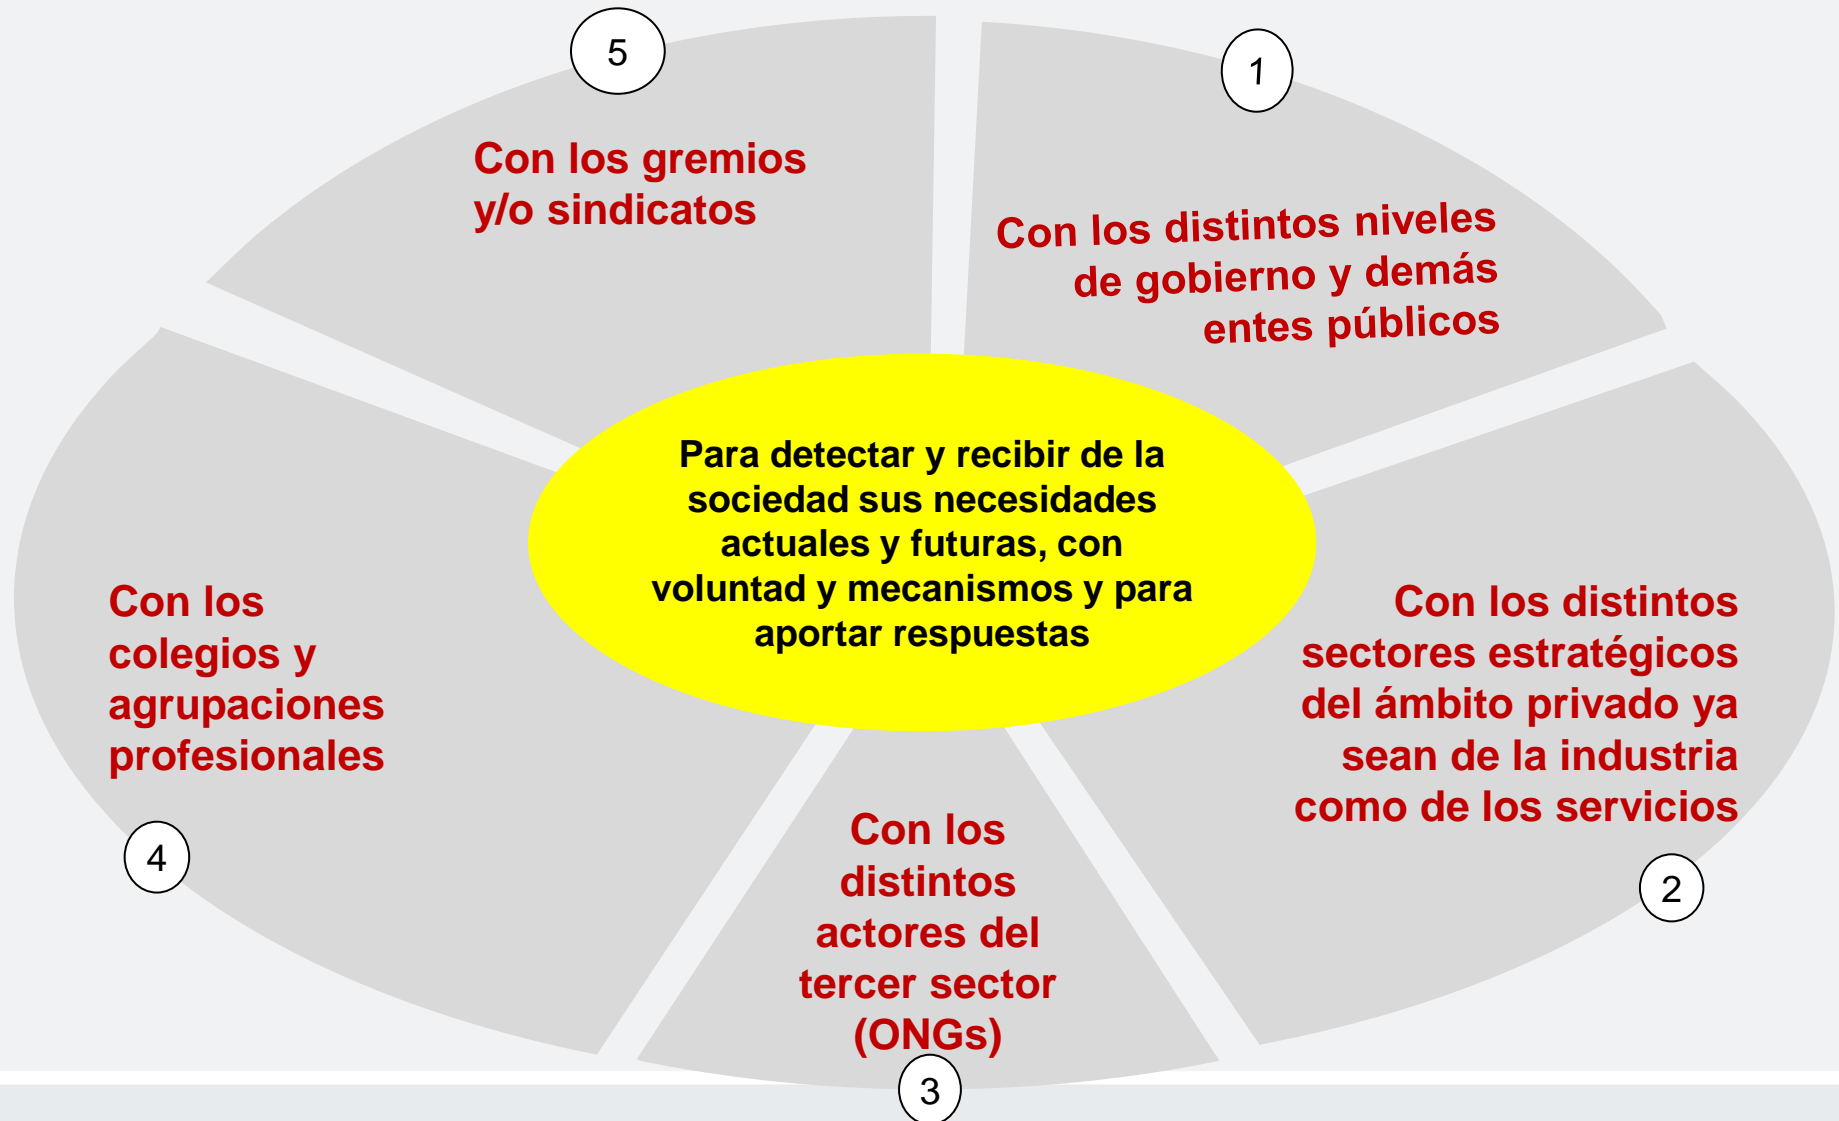 5
Con los gremios
y/o sindicatos
1
Con los distintos niveles
de gobierno y demás
entes públicos
Para detectar y recibir de la
sociedad sus necesidades
actuales y futuras, con
voluntad y mecanismos y para
aportar respuestas
Con los distintos
sectores estratégicos
del ámbito privado ya
sean de la industria
como de los servicios
2
Con los
distintos
actores del
tercer sector
(ONGs)
3
Con los
colegios y
agrupaciones
profesionales
4